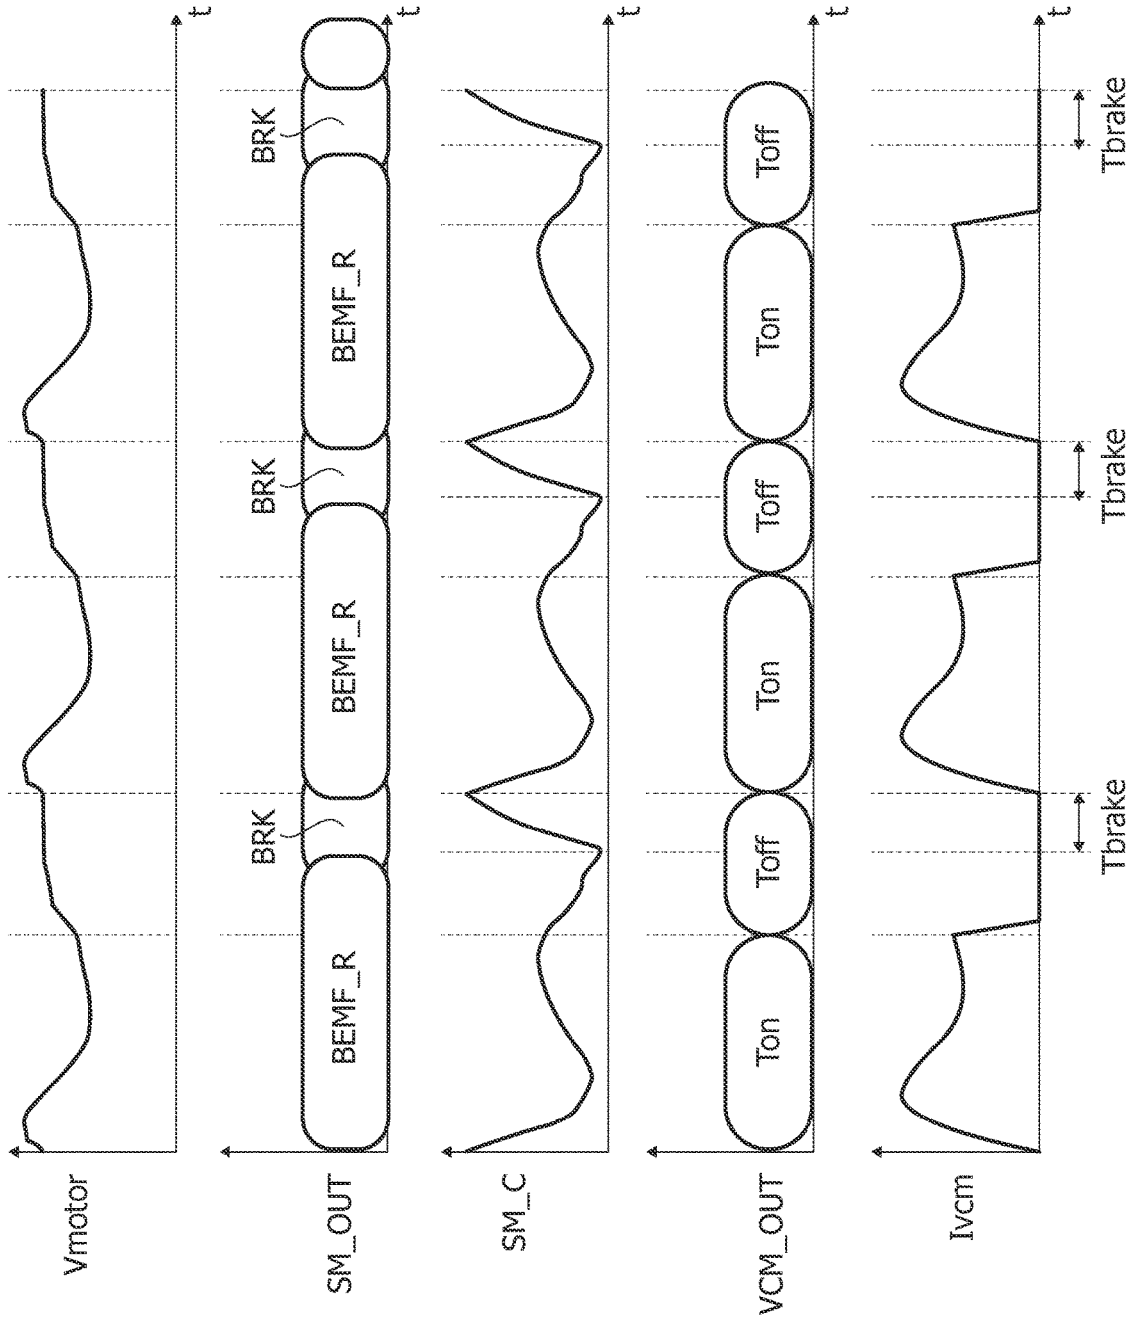 Vmotor
t
SM_OUT
BEMF_R
BRK
BEMF_R
BRK
BEMF_R
BRK
t
SM_C
t
VCM_OUT
Ton
Toff
Ton
Toff
Ton
Toff
t
Ivcm
t
Tbrake
Tbrake
Tbrake